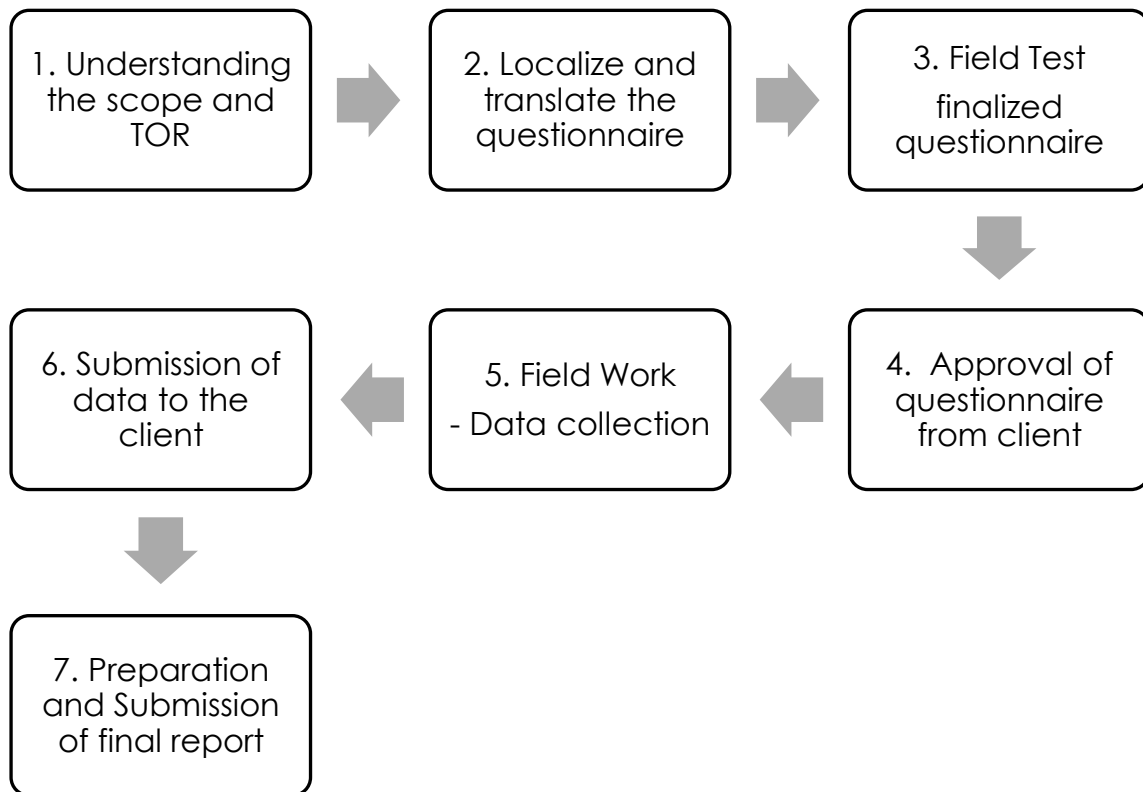 1. Understanding
the scope and
TOR
2. Localize and
translate the
questionnaire
3. Field Test
finalized
questionnaire
4. Approval of
questionnaire
from client
5. Field Work
- Data collection
6. Submission of
data to the
client
7. Preparation
and Submission
of final report